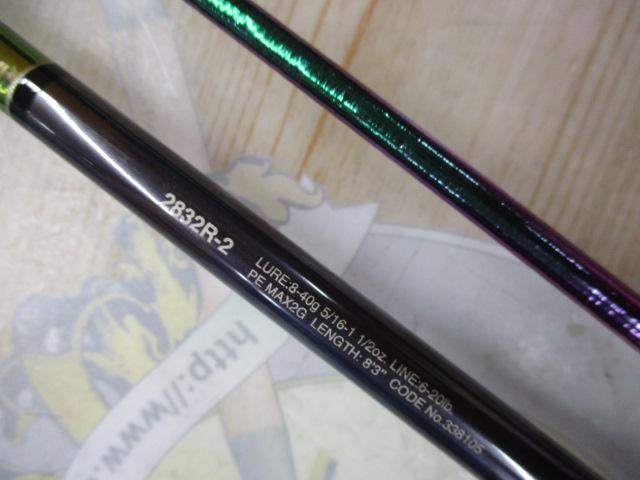 2832R-2
LURE:8-40g 5/16-1 1/2oz. LINE:6-20lb.
PE MAX2G LENGTH: 8'3" CODE No.338105
http://www.